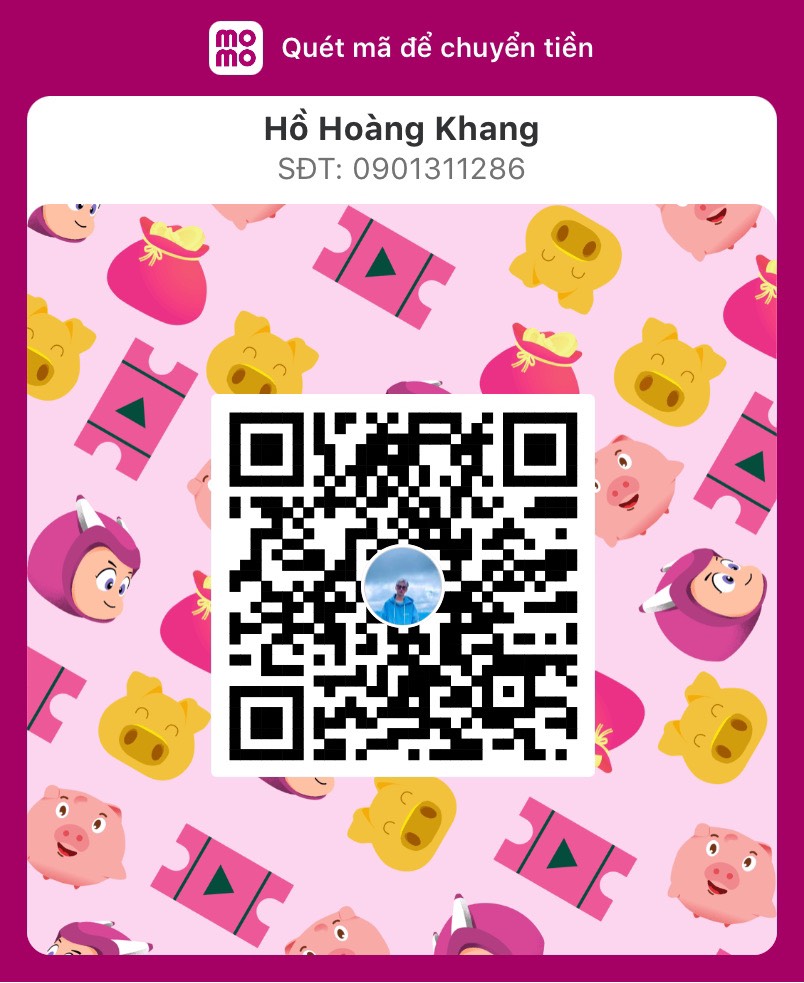 momo
Quét mã để chuyển tiền
Hồ Hoàng Khang
SĐT: 0901311286